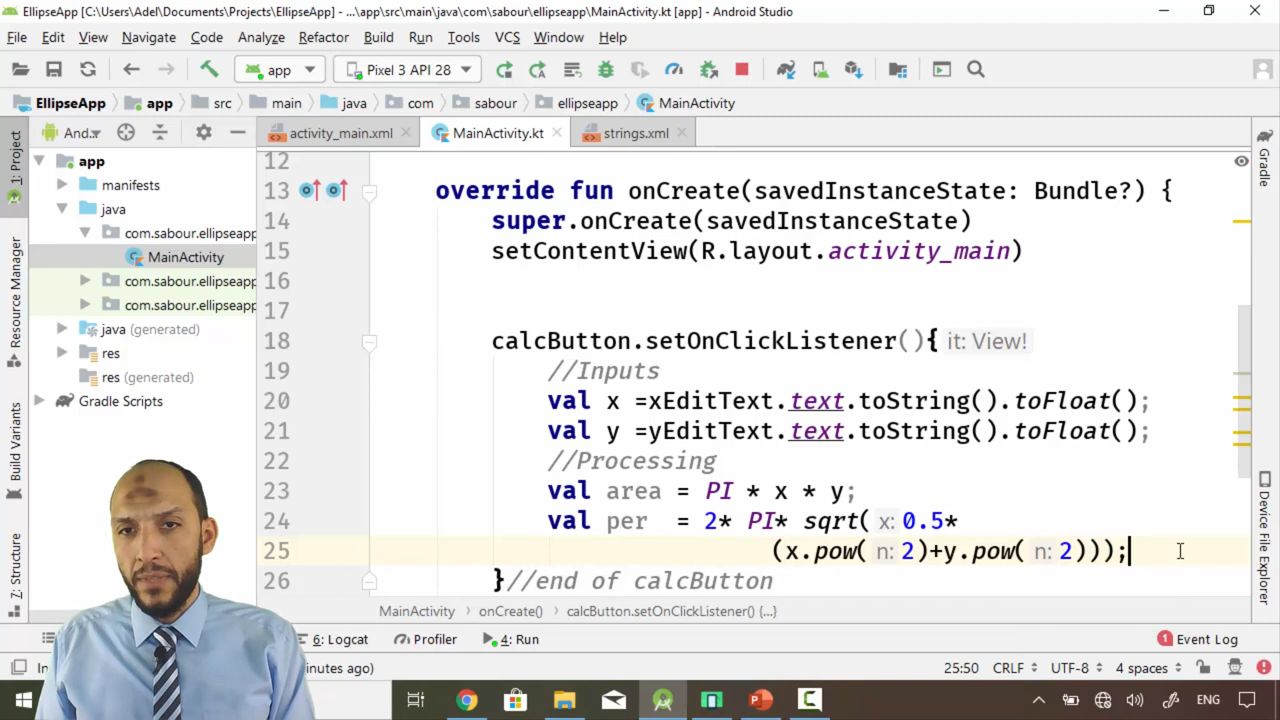 EllipseApp [C:\Users\Adel\Documents\Projects\EllipseApp] - ...\app\src\main\java\com\sabour\ellipseapp\MainActivity.kt [app] - Android Studio
File Edit View Navigate Code Analyze Refactor Build Run Tools VCS Window Help
app Pixel 3 API 28
EllipseApp app src main java com sabour ellipseapp MainActivity
1: Project And.. activity_main.xml MainActivity.kt strings.xml Gradle
app
manifests
java
com.sabour.ellipseapp
MainActivity
com.sabour.ellipseapp
com.sabour.ellipseapp
java (generated)
res
res (generated)
Gradle Scripts
Resource Manager
Build Variants
Z: Structure
12
13 override fun onCreate(savedInstanceState: Bundle?) {
14 super.onCreate(savedInstanceState)
15 setContentView(R.layout.activity_main)
16
17
18 calcButton.setOnClickListener(){ it: View!
19 //Inputs
20 val x =xEditText.text.toString().toFloat();
21 val y =yEditText.text.toString().toFloat();
22 //Processing
23 val area = PI * x * y;
24 val per = 2* PI* sqrt( x: 0.5*
25 (x.pow( n: 2)+y.pow( n: 2)));
26 }//end of calcButton
Device File Explorer
MainActivity onCreate() calcButton.setOnClickListener() {...}
6: Logcat Profiler 4: Run 1 Event Log
In nutes ago) 25:50 CRLF UTF-8 4 spaces
ENG